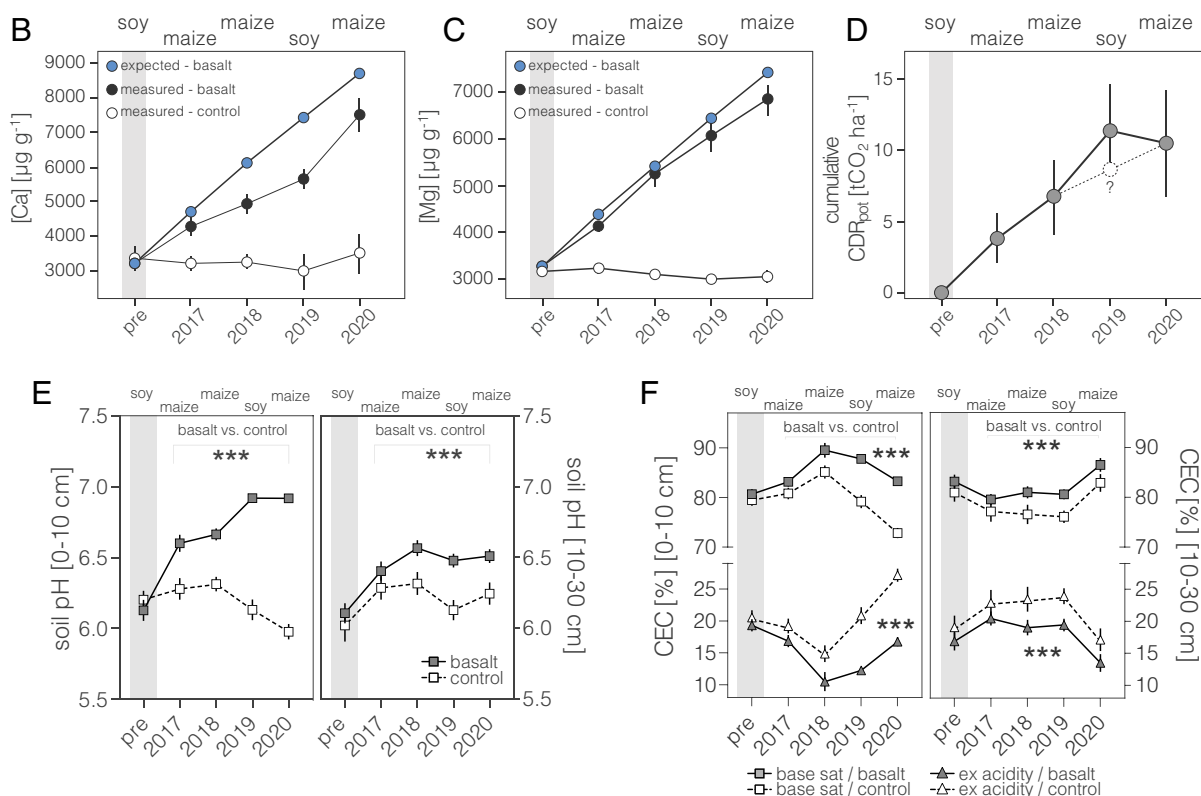 B
soy maize maize soy maize
[Ca] [µg g⁻¹]
9000
8000
7000
6000
5000
4000
3000
expected - basalt
measured - basalt
measured - control
pre 2017 2018 2019 2020
C
soy maize maize soy maize
[Mg] [µg g⁻¹]
7000
6000
5000
4000
3000
expected - basalt
measured - basalt
measured - control
pre 2017 2018 2019 2020
D
soy maize maize soy maize
cumulative
CDRpot [tCO₂ ha⁻¹]
15
10
5
0
?
pre 2017 2018 2019 2020
E
soy maize maize soy maize
soil pH [0-10 cm]
7.5
7.0
6.5
6.0
5.5
basalt vs. control
***
basalt
control
pre 2017 2018 2019 2020
soy maize maize soy maize
basalt vs. control
***
7.5
7.0
6.5
6.0
5.5
soil pH [10-30 cm]
pre 2017 2018 2019 2020
F
soy maize maize soy maize
CEC [%] [0-10 cm]
90
80
70
25
20
15
10
basalt vs. control
***
***
pre 2017 2018 2019 2020
soy maize maize soy maize
basalt vs. control
***
***
90
80
70
25
20
15
10
CEC [%] [10-30 cm]
pre 2017 2018 2019 2020
base sat / basalt
base sat / control
ex acidity / basalt
ex acidity / control